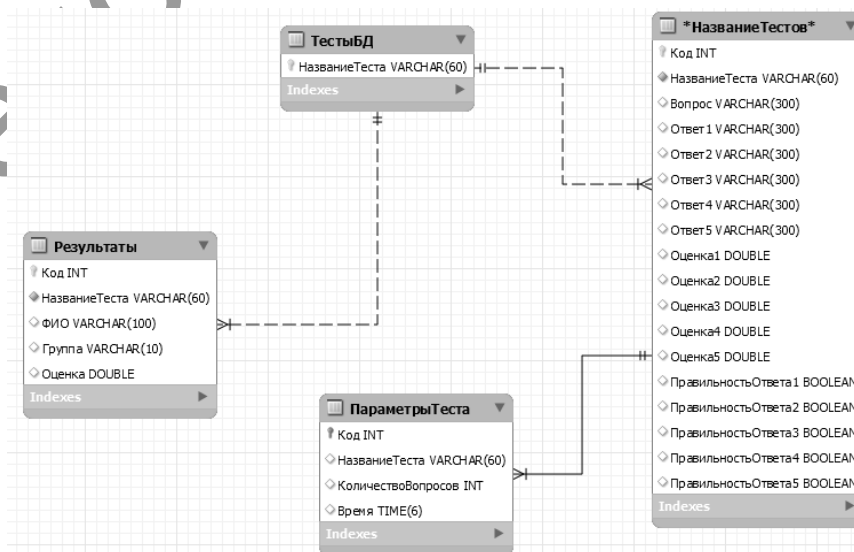 ТестыБД
НазваниеТеста VARCHAR(60)
Indexes
*НазваниеТестов*
Код INT
НазваниеТеста VARCHAR(60)
Вопрос VARCHAR(300)
Ответ1 VARCHAR(300)
Ответ2 VARCHAR(300)
Ответ3 VARCHAR(300)
Ответ4 VARCHAR(300)
Ответ5 VARCHAR(300)
Оценка1 DOUBLE
Оценка2 DOUBLE
Оценка3 DOUBLE
Оценка4 DOUBLE
Оценка5 DOUBLE
ПравильностьОтвета1 BOOLEAN
ПравильностьОтвета2 BOOLEAN
ПравильностьОтвета3 BOOLEAN
ПравильностьОтвета4 BOOLEAN
ПравильностьОтвета5 BOOLEAN
Indexes
Результаты
Код INT
НазваниеТеста VARCHAR(60)
ФИО VARCHAR(100)
Группа VARCHAR(10)
Оценка DOUBLE
Indexes
ПараметрыТеста
Код INT
НазваниеТеста VARCHAR(60)
КоличествоВопросов INT
Время TIME(6)
Indexes